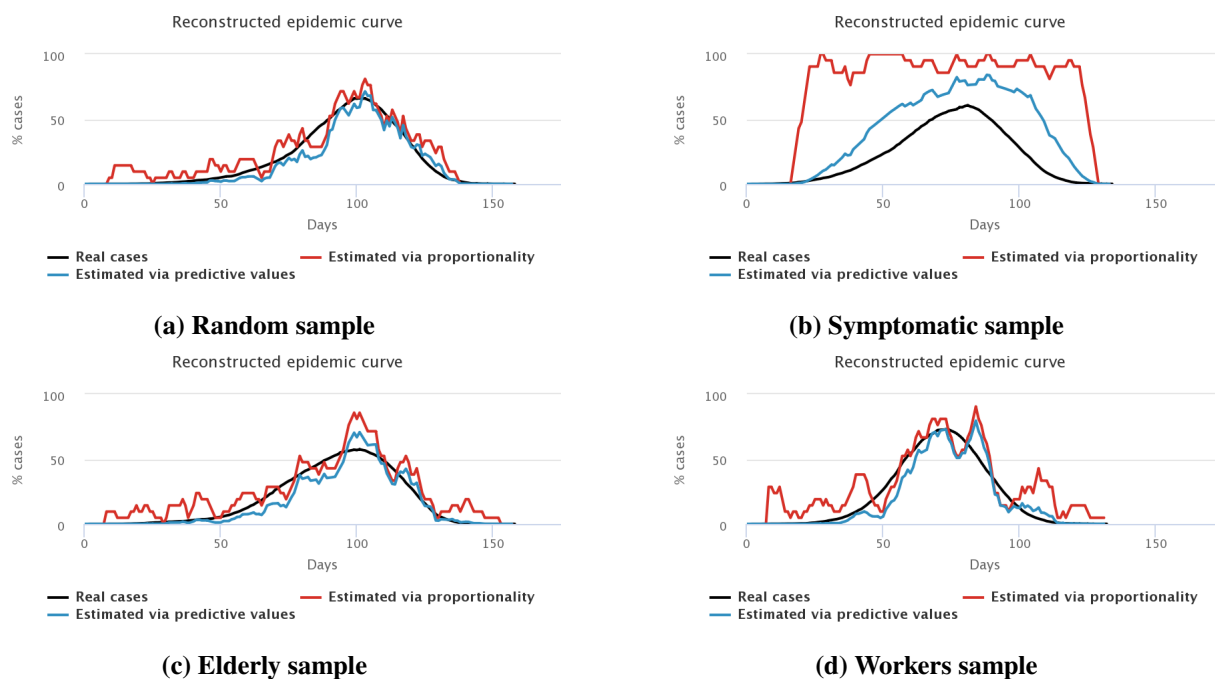 Reconstructed epidemic curve
100
50
0
% cases
0 50 100 150
Days
Real cases Estimated via proportionality
Estimated via predictive values
(a) Random sample
Reconstructed epidemic curve
100
50
0
% cases
0 50 100 150
Days
Real cases Estimated via proportionality
Estimated via predictive values
(b) Symptomatic sample
Reconstructed epidemic curve
100
50
0
% cases
0 50 100 150
Days
Real cases Estimated via proportionality
Estimated via predictive values
(c) Elderly sample
Reconstructed epidemic curve
100
50
0
% cases
0 50 100 150
Days
Real cases Estimated via proportionality
Estimated via predictive values
(d) Workers sample